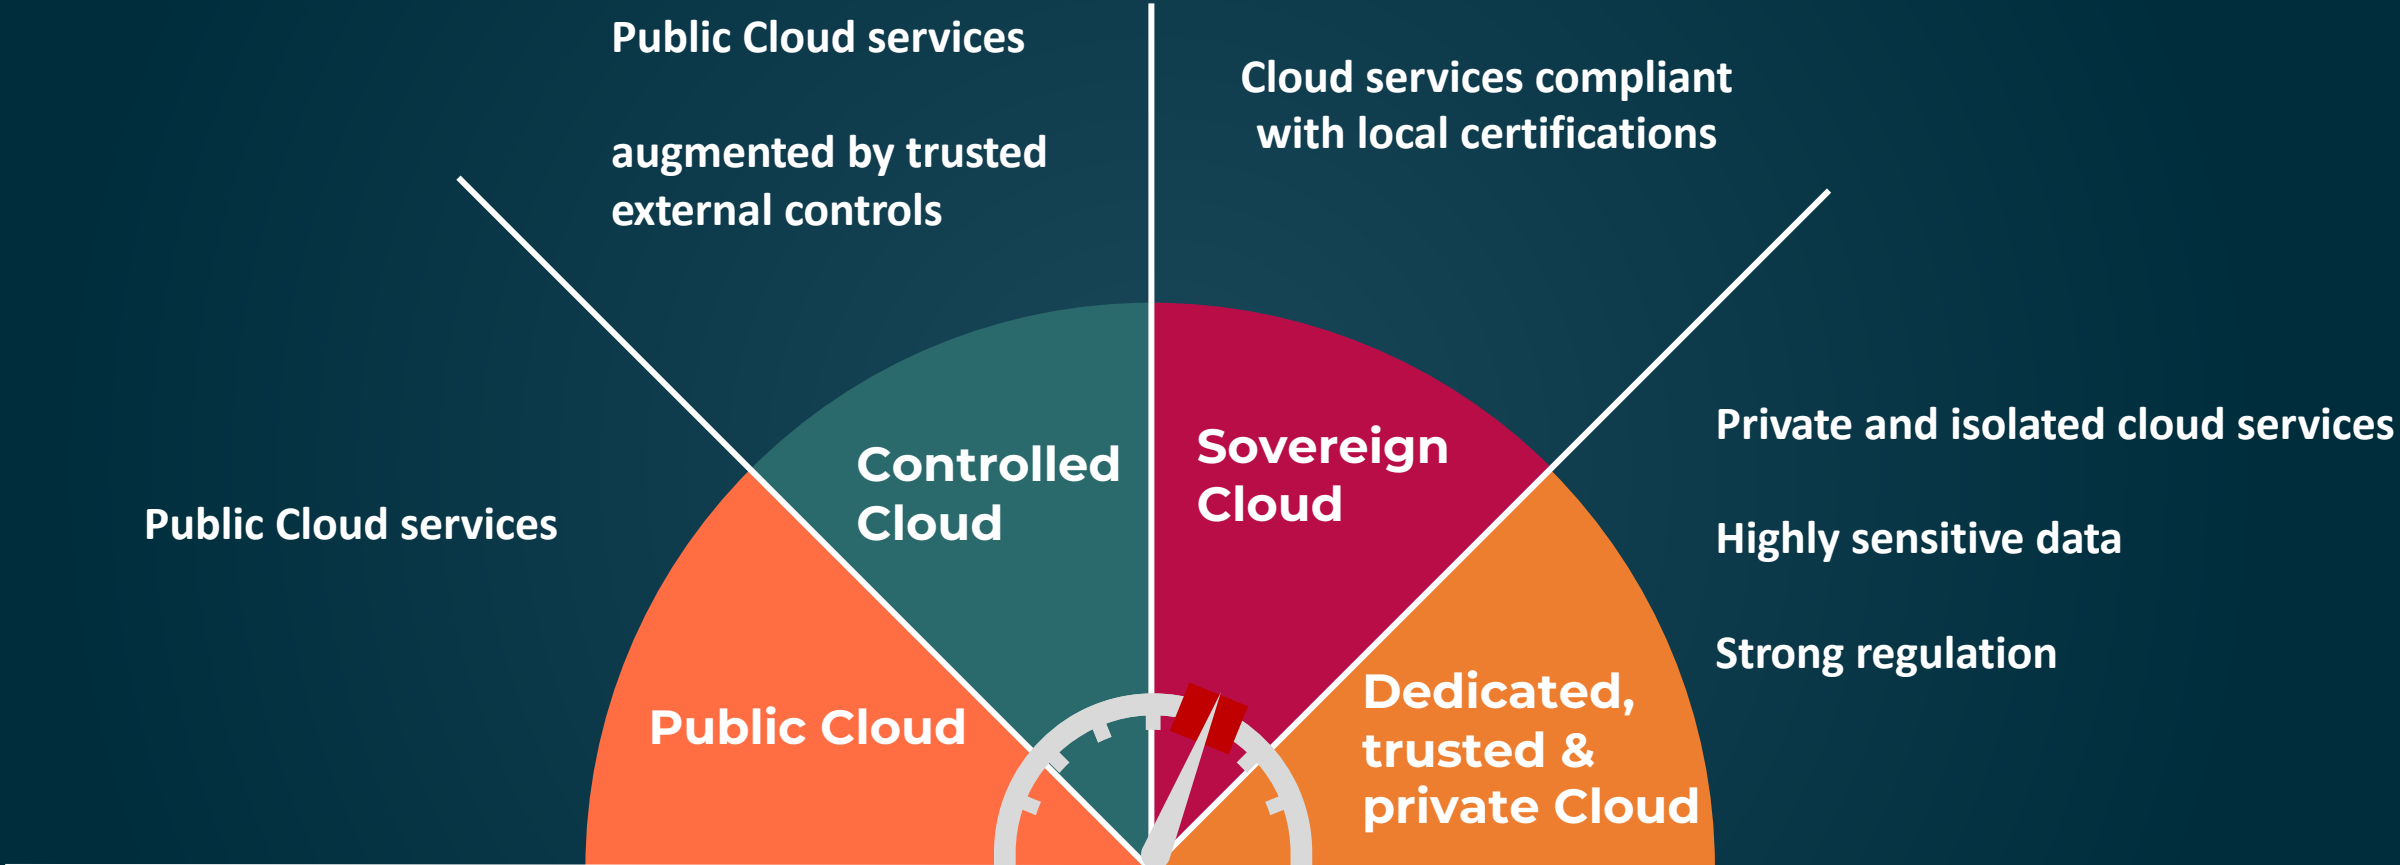 Public Cloud services
augmented by trusted
external controls
Cloud services compliant
with local certifications
Public Cloud services
Private and isolated cloud services
Highly sensitive data
Strong regulation
Public Cloud
Controlled
Cloud
Sovereign
Cloud
Dedicated,
trusted &
private Cloud